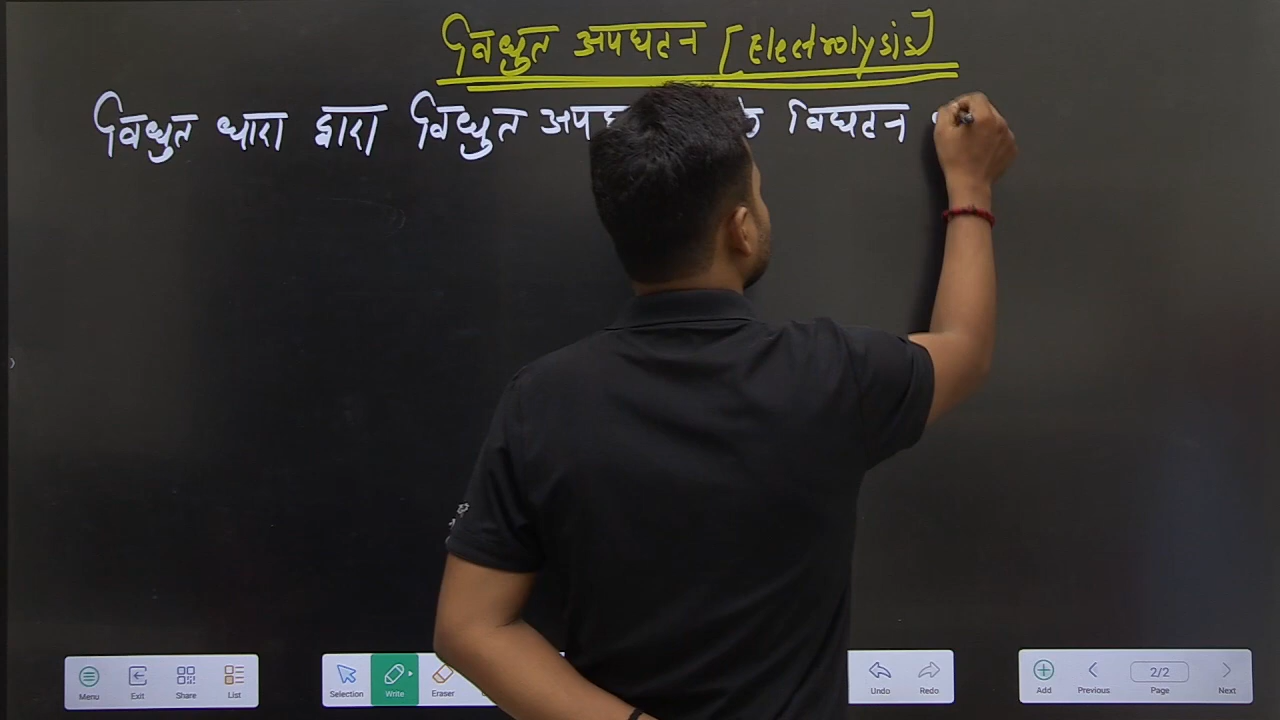 विधुत अपघटन [Electrolysis]
विधुत धारा द्वारा विधुत के विघटन
Menu Exit Share List Selection Write Eraser Undo Redo Add Previous 2/2 Page Next